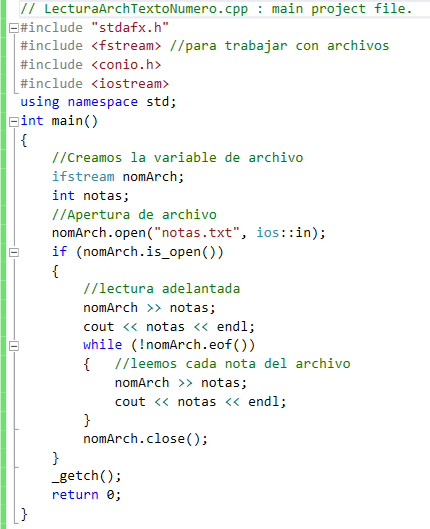 // LecturaArchTextoNumero.cpp : main project file.
#include "stdafx.h"
#include <fstream> //para trabajar con archivos
#include <conio.h>
#include <iostream>
using namespace std;
int main()
{
    //Creamos la variable de archivo
    ifstream nomArch;
    int notas;
    //Apertura de archivo
    nomArch.open("notas.txt", ios::in);
    if (nomArch.is_open())
    {
        //lectura adelantada
        nomArch >> notas;
        cout << notas << endl;
        while (!nomArch.eof())
        {   //leemos cada nota del archivo
            nomArch >> notas;
            cout << notas << endl;
        }
        nomArch.close();
    }
    _getch();
    return 0;
}